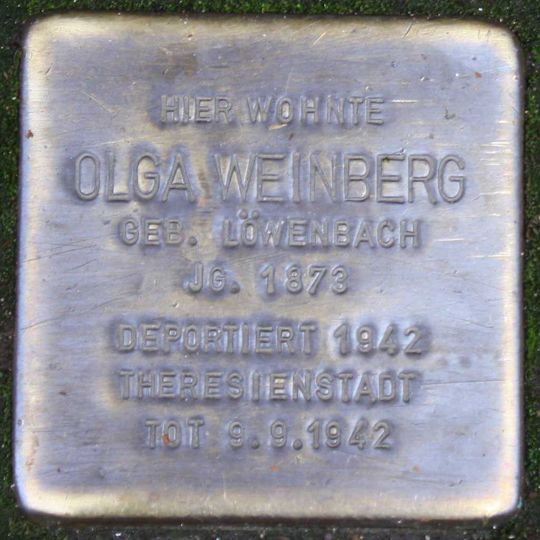 HIER WOHNTE
OLGA WEINBERG
GEB. LÖWENBACH
JG. 1873
DEPORTIERT 1942
THERESIENSTADT
TOT 9.9.1942